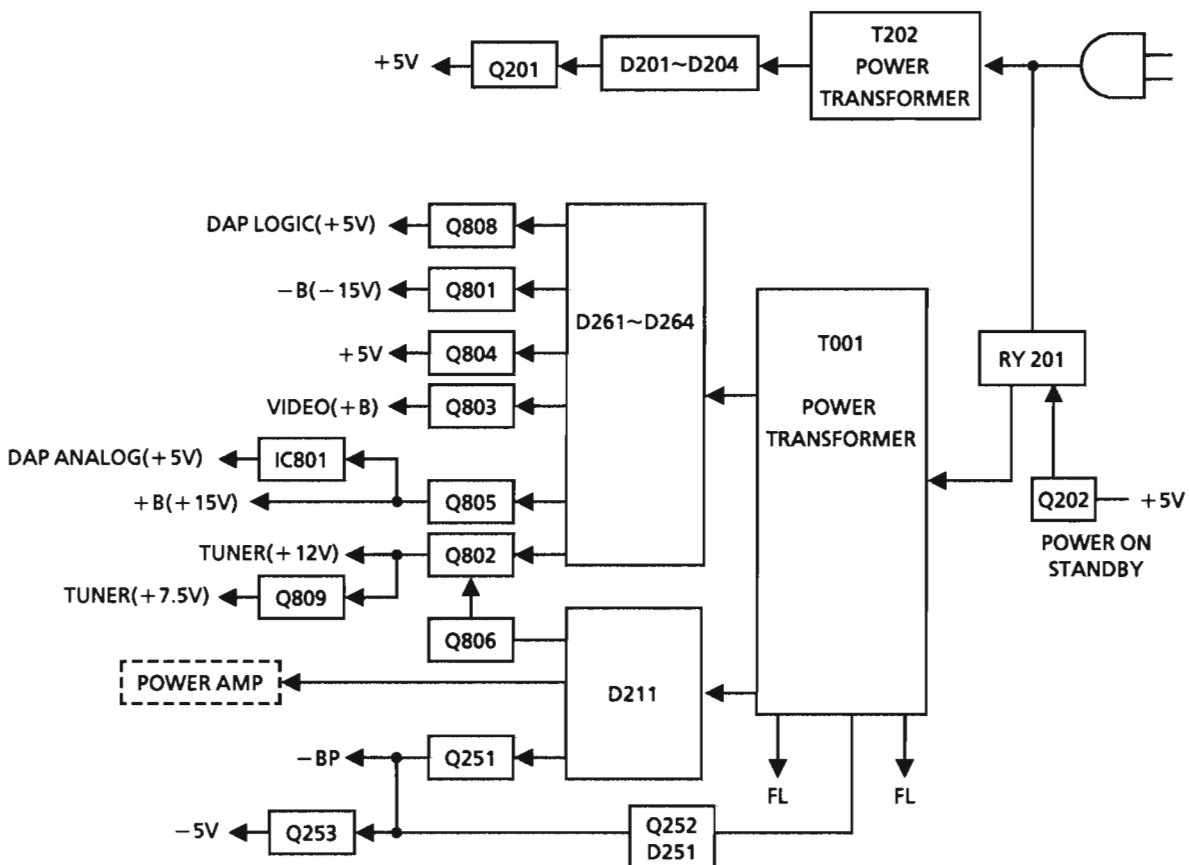 T202
POWER
TRANSFORMER
+5V
Q201
D201~D204
DAP LOGIC(+5V)
Q808
-B(-15V)
Q801
D261~D264
+5V
Q804
T001
POWER
TRANSFORMER
RY 201
VIDEO(+B)
Q803
DAP ANALOG(+5V)
IC801
+B(+15V)
Q805
Q202
+5V
POWER ON
STANDBY
TUNER(+12V)
Q802
TUNER(+7.5V)
Q809
Q806
POWER AMP
D211
-BP
Q251
FL
FL
-5V
Q253
Q252
D251